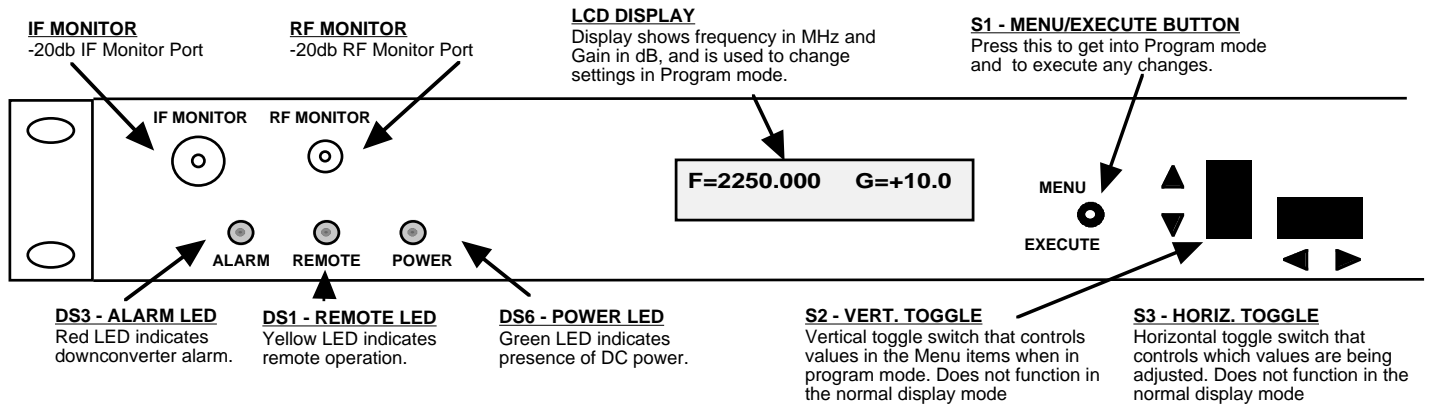 IF MONITOR
-20db IF Monitor Port
RF MONITOR
-20db RF Monitor Port
LCD DISPLAY
Display shows frequency in MHz and
Gain in dB, and is used to change
settings in Program mode.
S1 - MENU/EXECUTE BUTTON
Press this to get into Program mode
and to execute any changes.
IF MONITOR
RF MONITOR
F=2250.000 G=+10.0
MENU
EXECUTE
ALARM
REMOTE
POWER
DS3 - ALARM LED
Red LED indicates
downconverter alarm.
DS1 - REMOTE LED
Yellow LED indicates
remote operation.
DS6 - POWER LED
Green LED indicates
presence of DC power.
S2 - VERT. TOGGLE
Vertical toggle switch that controls
values in the Menu items when in
program mode. Does not function in
the normal display mode
S3 - HORIZ. TOGGLE
Horizontal toggle switch that
controls which values are being
adjusted. Does not function in the
normal display mode